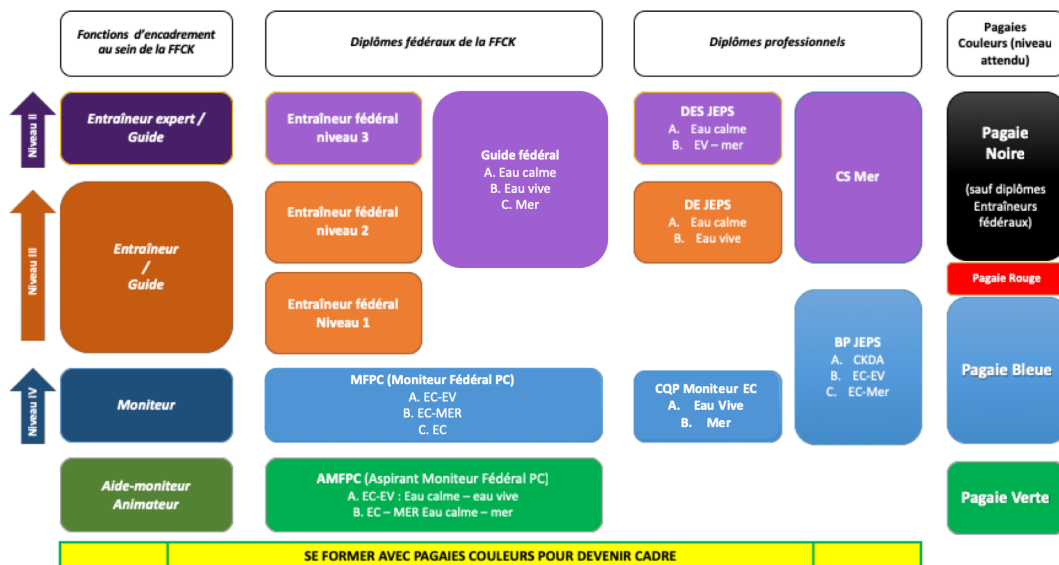 Fonctions d'encadrement
au sein de la FFCK
Diplômes fédéraux de la FFCK
Diplômes professionnels
Pagaies
Couleurs (niveau
attendu)
Niveau II
Entraîneur expert /
Guide
Entraîneur fédéral
niveau 3
Guide fédéral
A. Eau calme
B. Eau vive
C. Mer
DES JEPS
A. Eau calme
B. EV – mer
CS Mer
Pagaie
Noire
(sauf diplômes
Entraîneurs
fédéraux)
Niveau III
Entraîneur
/
Guide
Entraîneur fédéral
niveau 2
DE JEPS
A. Eau calme
B. Eau vive
Pagaie Rouge
Entraîneur fédéral
Niveau 1
BP JEPS
A. CKDA
B. EC-EV
C. EC-Mer
Pagaie Bleue
Niveau IV
Moniteur
MFPC (Moniteur Fédéral PC)
A. EC-EV
B. EC-MER
C. EC
CQP Moniteur EC
A. Eau Vive
B. Mer
Aide-moniteur
Animateur
AMFPC (Aspirant Moniteur Fédéral PC)
A. EC-EV : Eau calme – eau vive
B. EC – MER Eau calme – mer
Pagaie Verte
SE FORMER AVEC PAGAIES COULEURS POUR DEVENIR CADRE